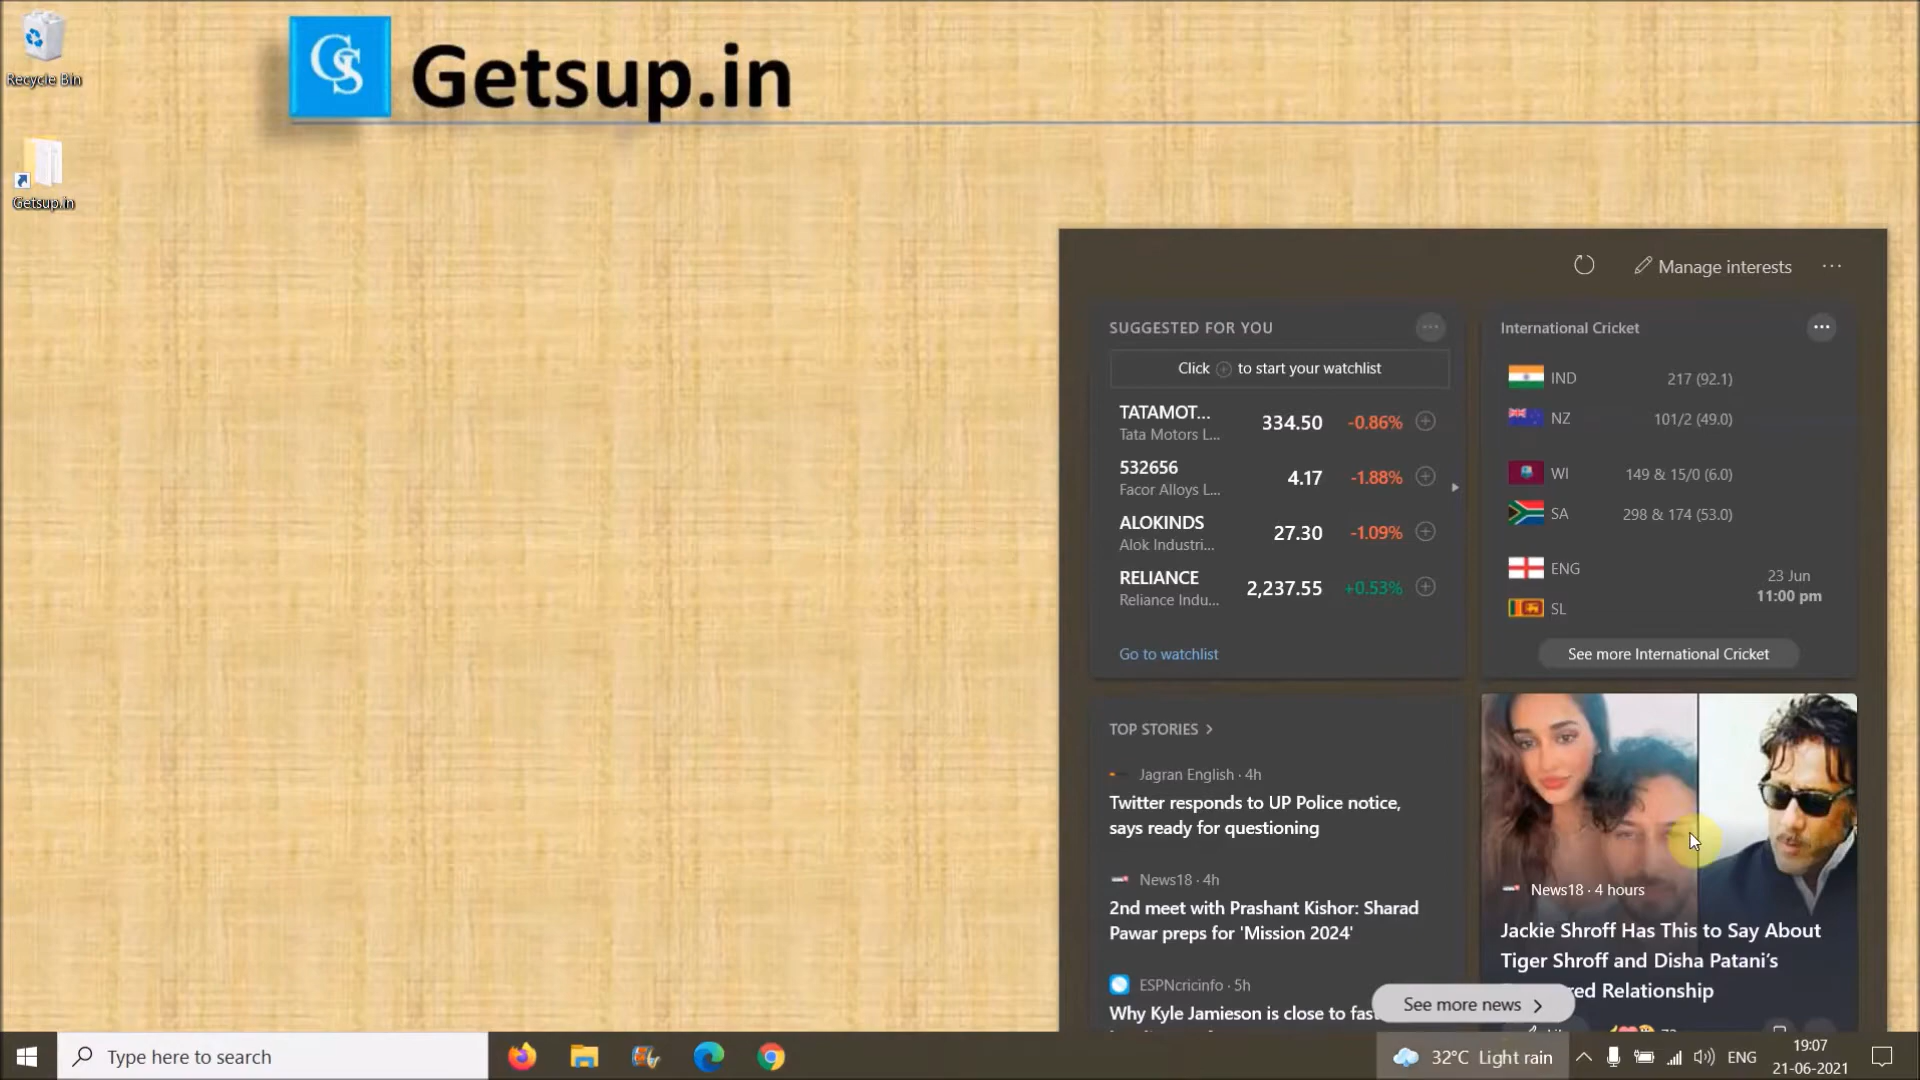 Recycle Bin
GS Getsup.in
Getsup.in
Manage interests
SUGGESTED FOR YOU
Click to start your watchlist
TATAMOT... 334.50 -0.86%
Tata Motors L...
532656 4.17 -1.88%
Facor Alloys L...
ALOKINDS 27.30 -1.09%
Alok Industri...
RELIANCE 2,237.55 +0.53%
Reliance Indu...
Go to watchlist
International Cricket
IND 217 (92.1)
NZ 101/2 (49.0)
WI 149 & 15/0 (6.0)
SA 298 & 174 (53.0)
ENG
23 Jun
11:00 pm
SL
See more International Cricket
TOP STORIES
Jagran English · 4h
Twitter responds to UP Police notice,
says ready for questioning
News18 · 4h
2nd meet with Prashant Kishor: Sharad
Pawar preps for 'Mission 2024'
ESPNcricinfo · 5h
Why Kyle Jamieson is close to fast
News18 · 4 hours
Jackie Shroff Has This to Say About
Tiger Shroff and Disha Patani's
Relationship
See more news
Type here to search
32°C Light rain
ENG
19:07
21-06-2021